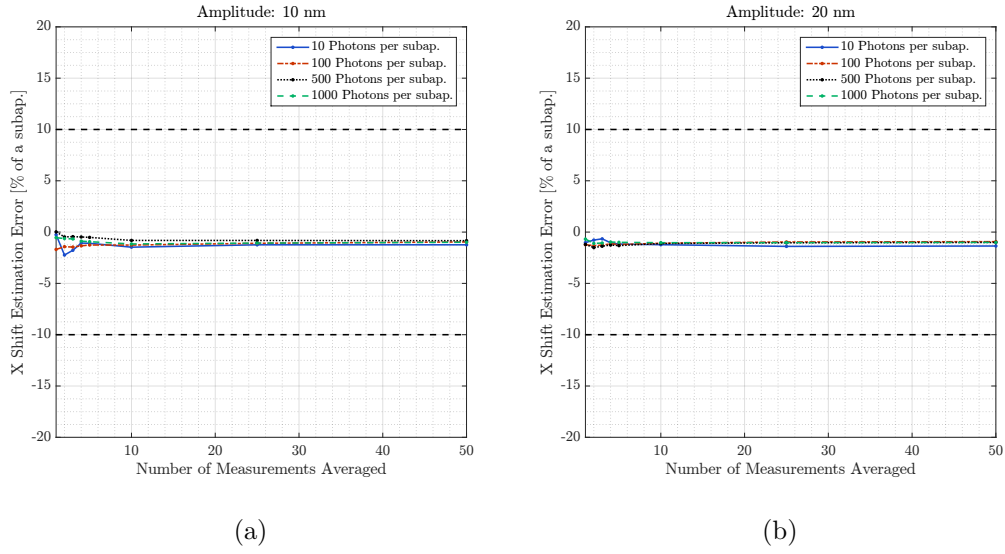 Amplitude: 10 nm
20
15
10
5
0
-5
-10
-15
-20
X Shift Estimation Error [% of a subap.]
10 Photons per subap.
100 Photons per subap.
500 Photons per subap.
1000 Photons per subap.
10
20
30
40
50
Number of Measurements Averaged
(a)
Amplitude: 20 nm
20
15
10
5
0
-5
-10
-15
-20
X Shift Estimation Error [% of a subap.]
10 Photons per subap.
100 Photons per subap.
500 Photons per subap.
1000 Photons per subap.
10
20
30
40
50
Number of Measurements Averaged
(b)